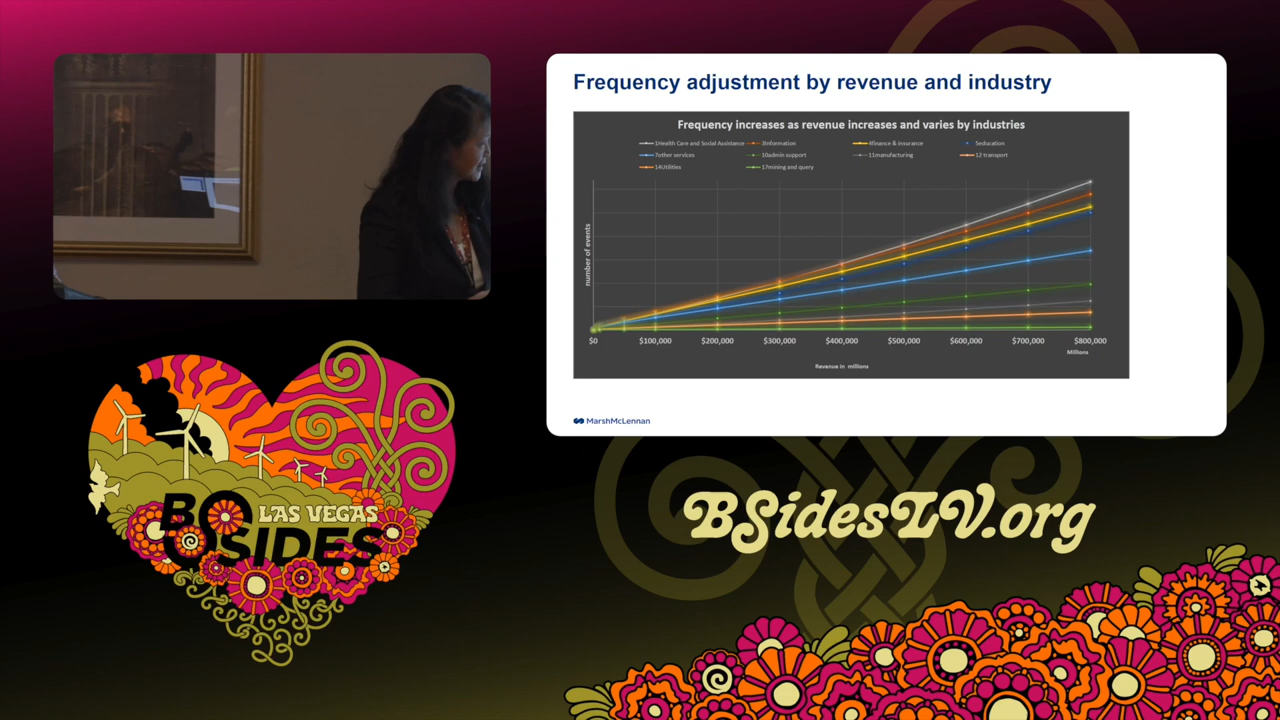 Frequency adjustment by revenue and industry
Frequency increases as revenue increases and varies by industries
1Health Care and Social Assistance 3Information 4finance & insurance 5education
7other services 10admin support 11manufacturing 12 transport
14Utilities 17mining and query
number of events
$0 $100,000 $200,000 $300,000 $400,000 $500,000 $600,000 $700,000 $800,000
Millions
Revenue in millions
MarshMcLennan
BSIDES
LAS VEGAS
BSidesLV.org